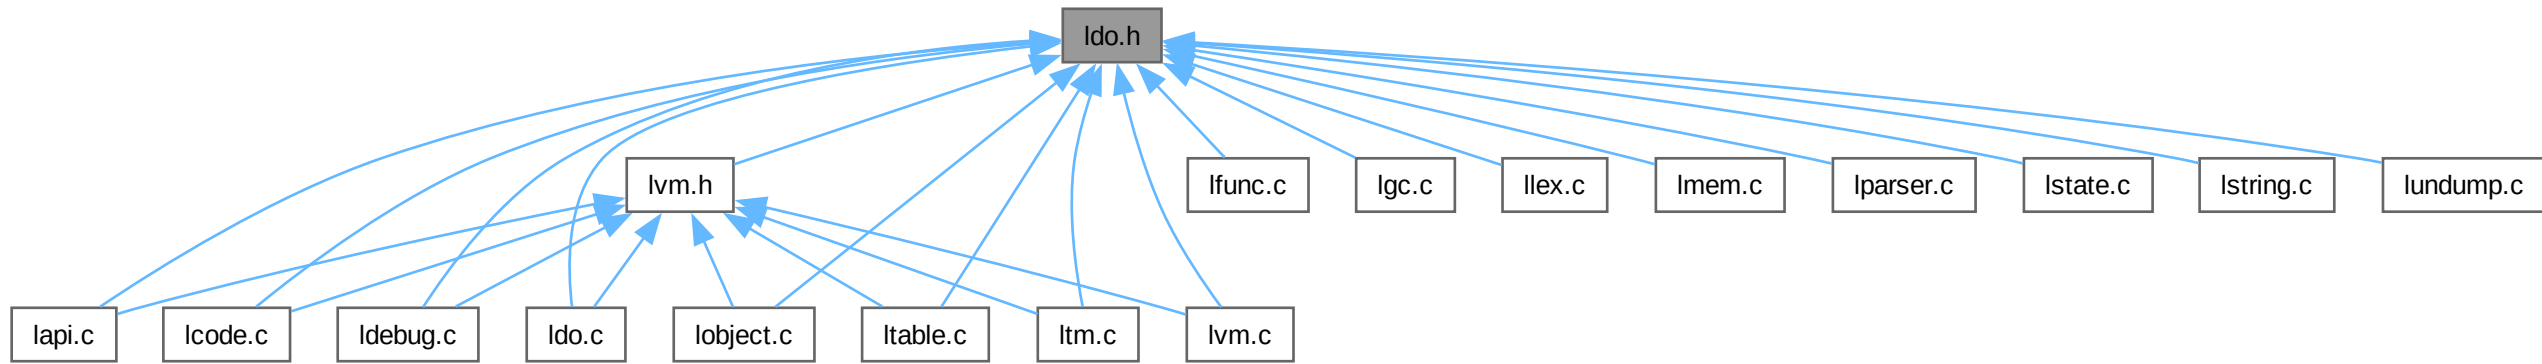 ldo.h
lvm.h
lfunc.c
lgc.c
llex.c
lmem.c
lparser.c
lstate.c
lstring.c
lundump.c
lapi.c
lcode.c
ldebug.c
ldo.c
lobject.c
ltable.c
ltm.c
lvm.c